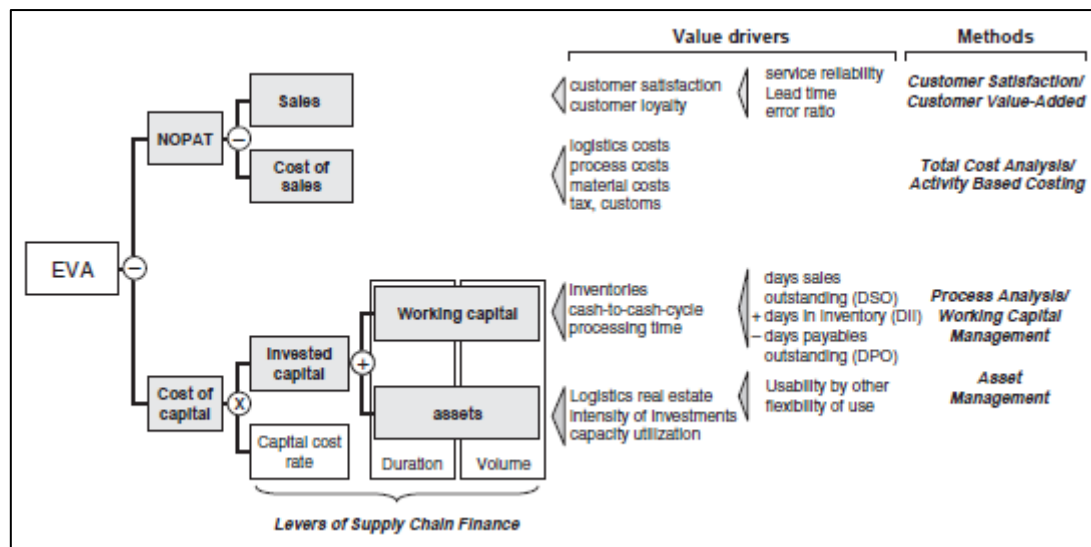 Value drivers
Methods
Sales
customer satisfaction
customer loyalty
service reliability
Lead time
error ratio
Customer Satisfaction/
Customer Value-Added
NOPAT
−
Cost of
sales
logistics costs
process costs
material costs
tax, customs
Total Cost Analysis/
Activity Based Costing
EVA
−
Working capital
Inventories
cash-to-cash-cycle
processing time
days sales
outstanding (DSO)
+ days in inventory (DII)
− days payables
outstanding (DPO)
Process Analysis/
Working Capital
Management
Invested
capital
+
Cost of
capital
X
assets
Logistics real estate
Intensity of Investments
capacity utilization
Usability by other
flexibility of use
Asset
Management
Capital cost
rate
Duration
Volume
Levers of Supply Chain Finance